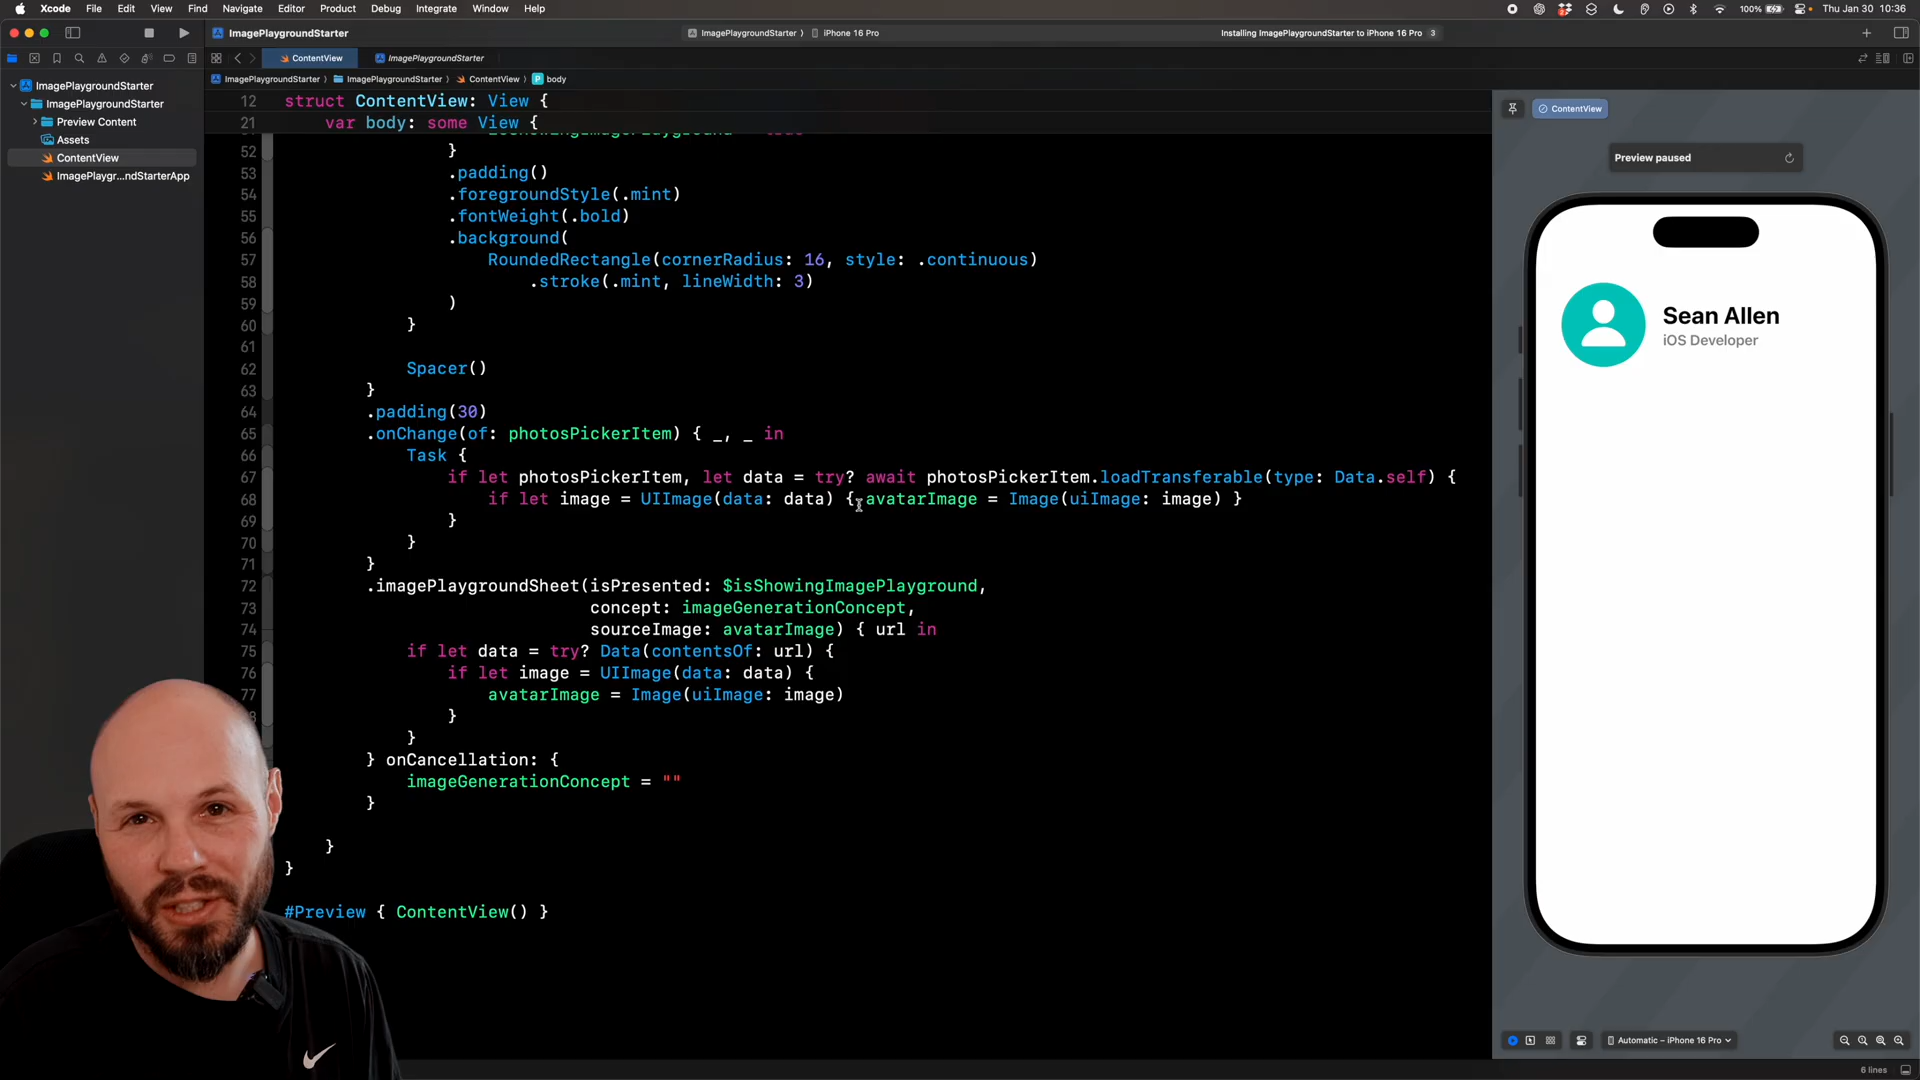 Xcode File Edit View Find Navigate Editor Product Debug Integrate Window Help 100% Thu Jan 30 10:36
ImagePlaygroundStarter ImagePlaygroundStarter 〉 iPhone 16 Pro Installing ImagePlaygroundStarter to iPhone 16 Pro 3
ContentView ImagePlaygroundStarter
ImagePlaygroundStarter 〉 ImagePlaygroundStarter 〉 ContentView 〉 P body
ImagePlaygroundStarter
ImagePlaygroundStarter
Preview Content
Assets
ContentView
ImagePlaygr...ndStarterApp
12 struct ContentView: View {
21 var body: some View {
52 }
53 .padding()
54 .foregroundStyle(.mint)
55 .fontWeight(.bold)
56 .background(
57 RoundedRectangle(cornerRadius: 16, style: .continuous)
58 .stroke(.mint, lineWidth: 3)
59 )
60 }
61
62 Spacer()
63 }
64 .padding(30)
65 .onChange(of: photosPickerItem) { _, _ in
66 Task {
67 if let photosPickerItem, let data = try? await photosPickerItem.loadTransferable(type: Data.self) {
68 if let image = UIImage(data: data) { avatarImage = Image(uiImage: image) }
69 }
70 }
71 }
72 .imagePlaygroundSheet(isPresented: $isShowingImagePlayground,
73 concept: imageGenerationConcept,
74 sourceImage: avatarImage) { url in
75 if let data = try? Data(contentsOf: url) {
76 if let image = UIImage(data: data) {
77 avatarImage = Image(uiImage: image)
}
}
} onCancellation: {
imageGenerationConcept = ""
}
}
}
#Preview { ContentView() }
ContentView
Preview paused
Sean Allen
iOS Developer
Automatic – iPhone 16 Pro
6 lines